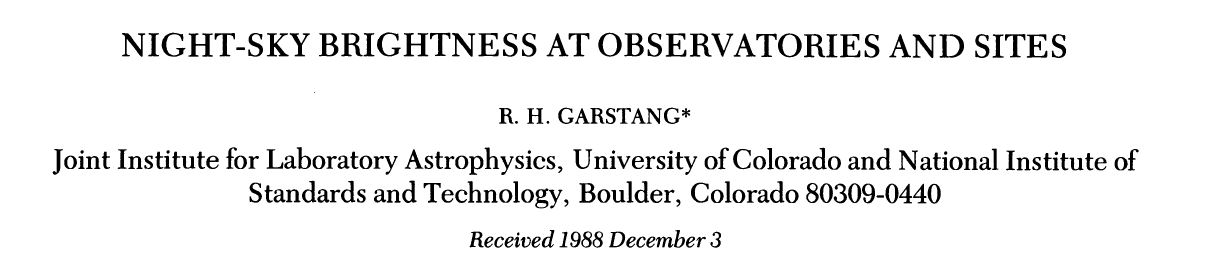 NIGHT-SKY BRIGHTNESS AT OBSERVATORIES AND SITES
R. H. GARSTANG*
Joint Institute for Laboratory Astrophysics, University of Colorado and National Institute of
Standards and Technology, Boulder, Colorado 80309-0440
Received 1988 December 3